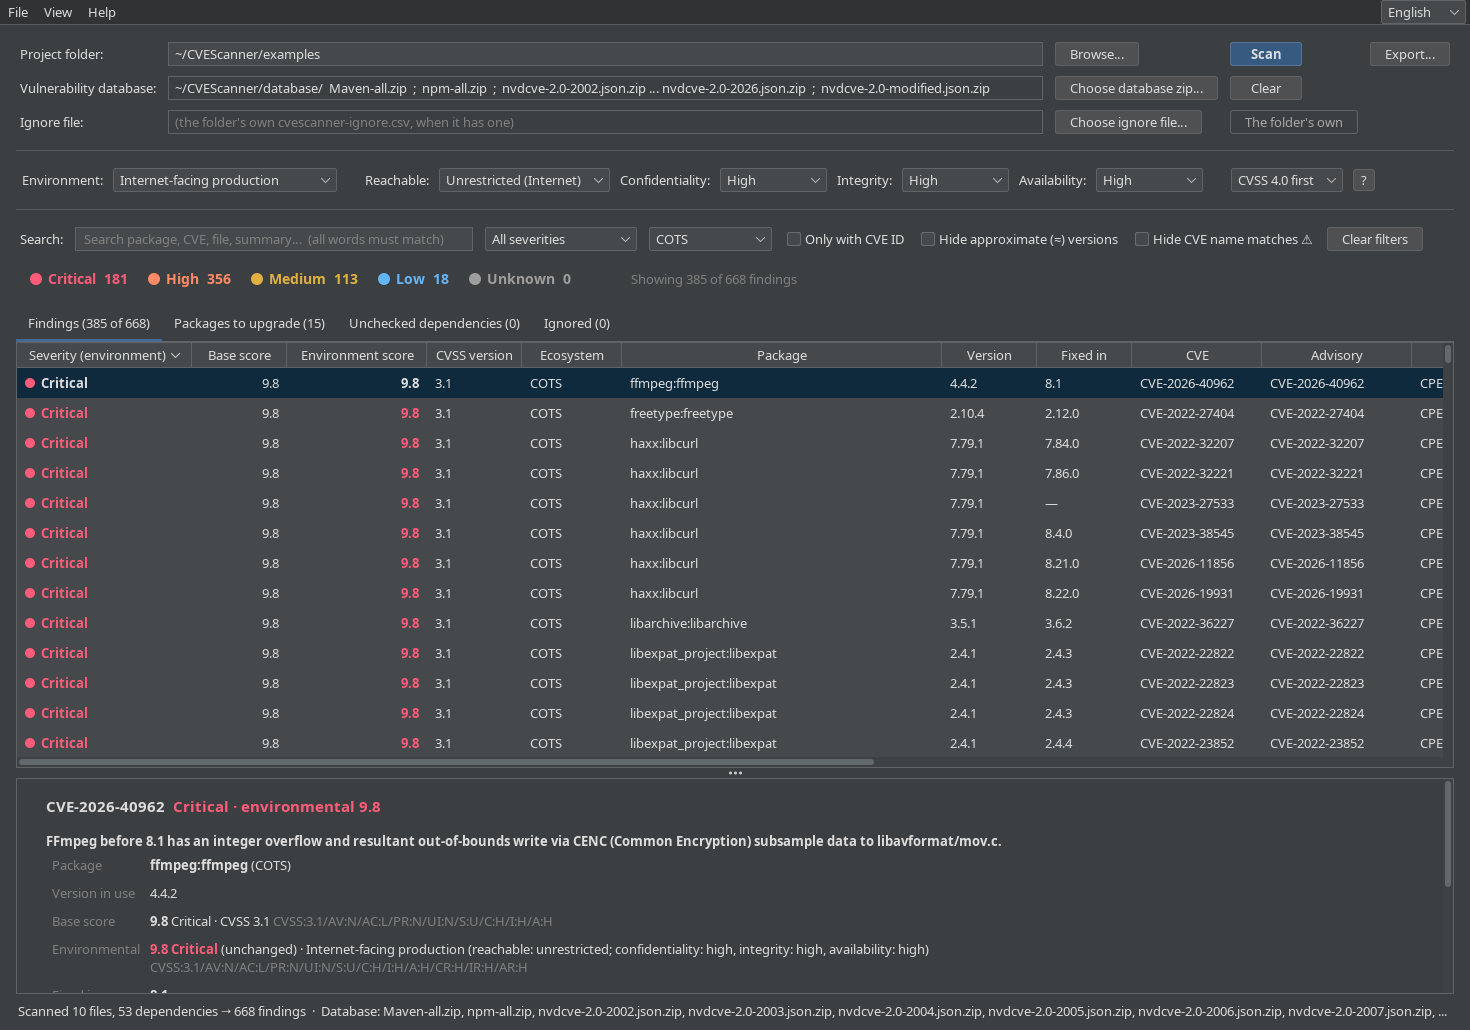 File View Help English
Project folder: ~/CVEScanner/examples Browse... Scan Export...
Vulnerability database: ~/CVEScanner/database/ Maven-all.zip ; npm-all.zip ; nvdcve-2.0-2002.json.zip ... nvdcve-2.0-2026.json.zip ; nvdcve-2.0-modified.json.zip Choose database zip... Clear
Ignore file: (the folder's own cvescanner-ignore.csv, when it has one) Choose ignore file... The folder's own
Environment: Internet-facing production Reachable: Unrestricted (Internet) Confidentiality: High Integrity: High Availability: High CVSS 4.0 first ?
Search: Search package, CVE, file, summary... (all words must match) All severities COTS Only with CVE ID Hide approximate (≈) versions Hide CVE name matches ⚠ Clear filters
Critical 181 High 356 Medium 113 Low 18 Unknown 0 Showing 385 of 668 findings
Findings (385 of 668) Packages to upgrade (15) Unchecked dependencies (0) Ignored (0)
Severity (environment) Base score Environment score CVSS version Ecosystem Package Version Fixed in CVE Advisory
Critical 9.8 9.8 3.1 COTS ffmpeg:ffmpeg 4.4.2 8.1 CVE-2026-40962 CVE-2026-40962 CPE
Critical 9.8 9.8 3.1 COTS freetype:freetype 2.10.4 2.12.0 CVE-2022-27404 CVE-2022-27404 CPE
Critical 9.8 9.8 3.1 COTS haxx:libcurl 7.79.1 7.84.0 CVE-2022-32207 CVE-2022-32207 CPE
Critical 9.8 9.8 3.1 COTS haxx:libcurl 7.79.1 7.86.0 CVE-2022-32221 CVE-2022-32221 CPE
Critical 9.8 9.8 3.1 COTS haxx:libcurl 7.79.1 — CVE-2023-27533 CVE-2023-27533 CPE
Critical 9.8 9.8 3.1 COTS haxx:libcurl 7.79.1 8.4.0 CVE-2023-38545 CVE-2023-38545 CPE
Critical 9.8 9.8 3.1 COTS haxx:libcurl 7.79.1 8.21.0 CVE-2026-11856 CVE-2026-11856 CPE
Critical 9.8 9.8 3.1 COTS haxx:libcurl 7.79.1 8.22.0 CVE-2026-19931 CVE-2026-19931 CPE
Critical 9.8 9.8 3.1 COTS libarchive:libarchive 3.5.1 3.6.2 CVE-2022-36227 CVE-2022-36227 CPE
Critical 9.8 9.8 3.1 COTS libexpat_project:libexpat 2.4.1 2.4.3 CVE-2022-22822 CVE-2022-22822 CPE
Critical 9.8 9.8 3.1 COTS libexpat_project:libexpat 2.4.1 2.4.3 CVE-2022-22823 CVE-2022-22823 CPE
Critical 9.8 9.8 3.1 COTS libexpat_project:libexpat 2.4.1 2.4.3 CVE-2022-22824 CVE-2022-22824 CPE
Critical 9.8 9.8 3.1 COTS libexpat_project:libexpat 2.4.1 2.4.4 CVE-2022-23852 CVE-2022-23852 CPE
CVE-2026-40962 Critical · environmental 9.8
FFmpeg before 8.1 has an integer overflow and resultant out-of-bounds write via CENC (Common Encryption) subsample data to libavformat/mov.c.
Package ffmpeg:ffmpeg (COTS)
Version in use 4.4.2
Base score 9.8 Critical · CVSS 3.1 CVSS:3.1/AV:N/AC:L/PR:N/UI:N/S:U/C:H/I:H/A:H
Environmental 9.8 Critical (unchanged) · Internet-facing production (reachable: unrestricted; confidentiality: high, integrity: high, availability: high)
CVSS:3.1/AV:N/AC:L/PR:N/UI:N/S:U/C:H/I:H/A:H/CR:H/IR:H/AR:H
Scanned 10 files, 53 dependencies → 668 findings · Database: Maven-all.zip, npm-all.zip, nvdcve-2.0-2002.json.zip, nvdcve-2.0-2003.json.zip, nvdcve-2.0-2004.json.zip, nvdcve-2.0-2005.json.zip, nvdcve-2.0-2006.json.zip, nvdcve-2.0-2007.json.zip, ...